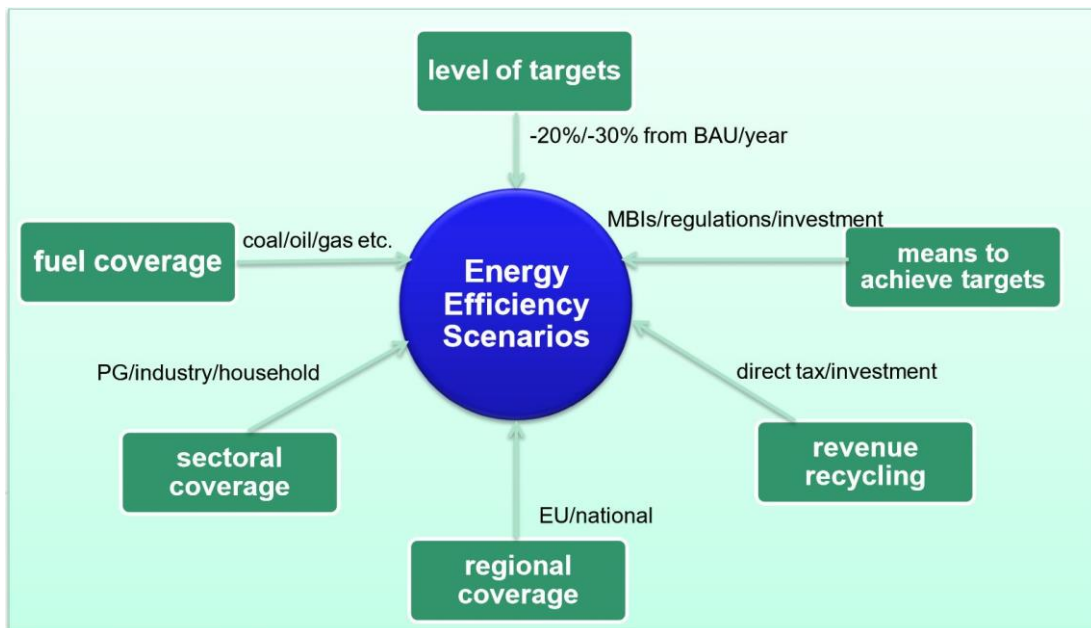 level of targets
-20%/-30% from BAU/year
MBIs/regulations/investment
fuel coverage
coal/oil/gas etc.
means to
achieve targets
Energy
Efficiency
Scenarios
PG/industry/household
direct tax/investment
sectoral
coverage
revenue
recycling
EU/national
regional
coverage